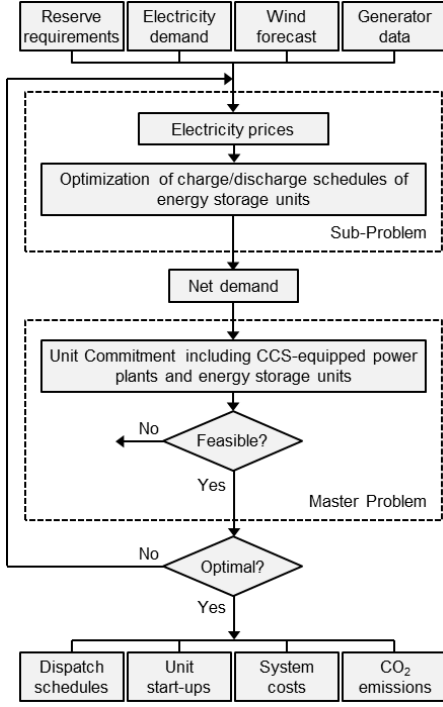 Reserve
requirements
Electricity
demand
Wind
forecast
Generator
data
Electricity prices
Optimization of charge/discharge schedules of
energy storage units
Sub-Problem
Net demand
Unit Commitment including CCS-equipped power
plants and energy storage units
No
Feasible?
Yes
Master Problem
No
Optimal?
Yes
Dispatch
schedules
Unit
start-ups
System
costs
CO₂
emissions